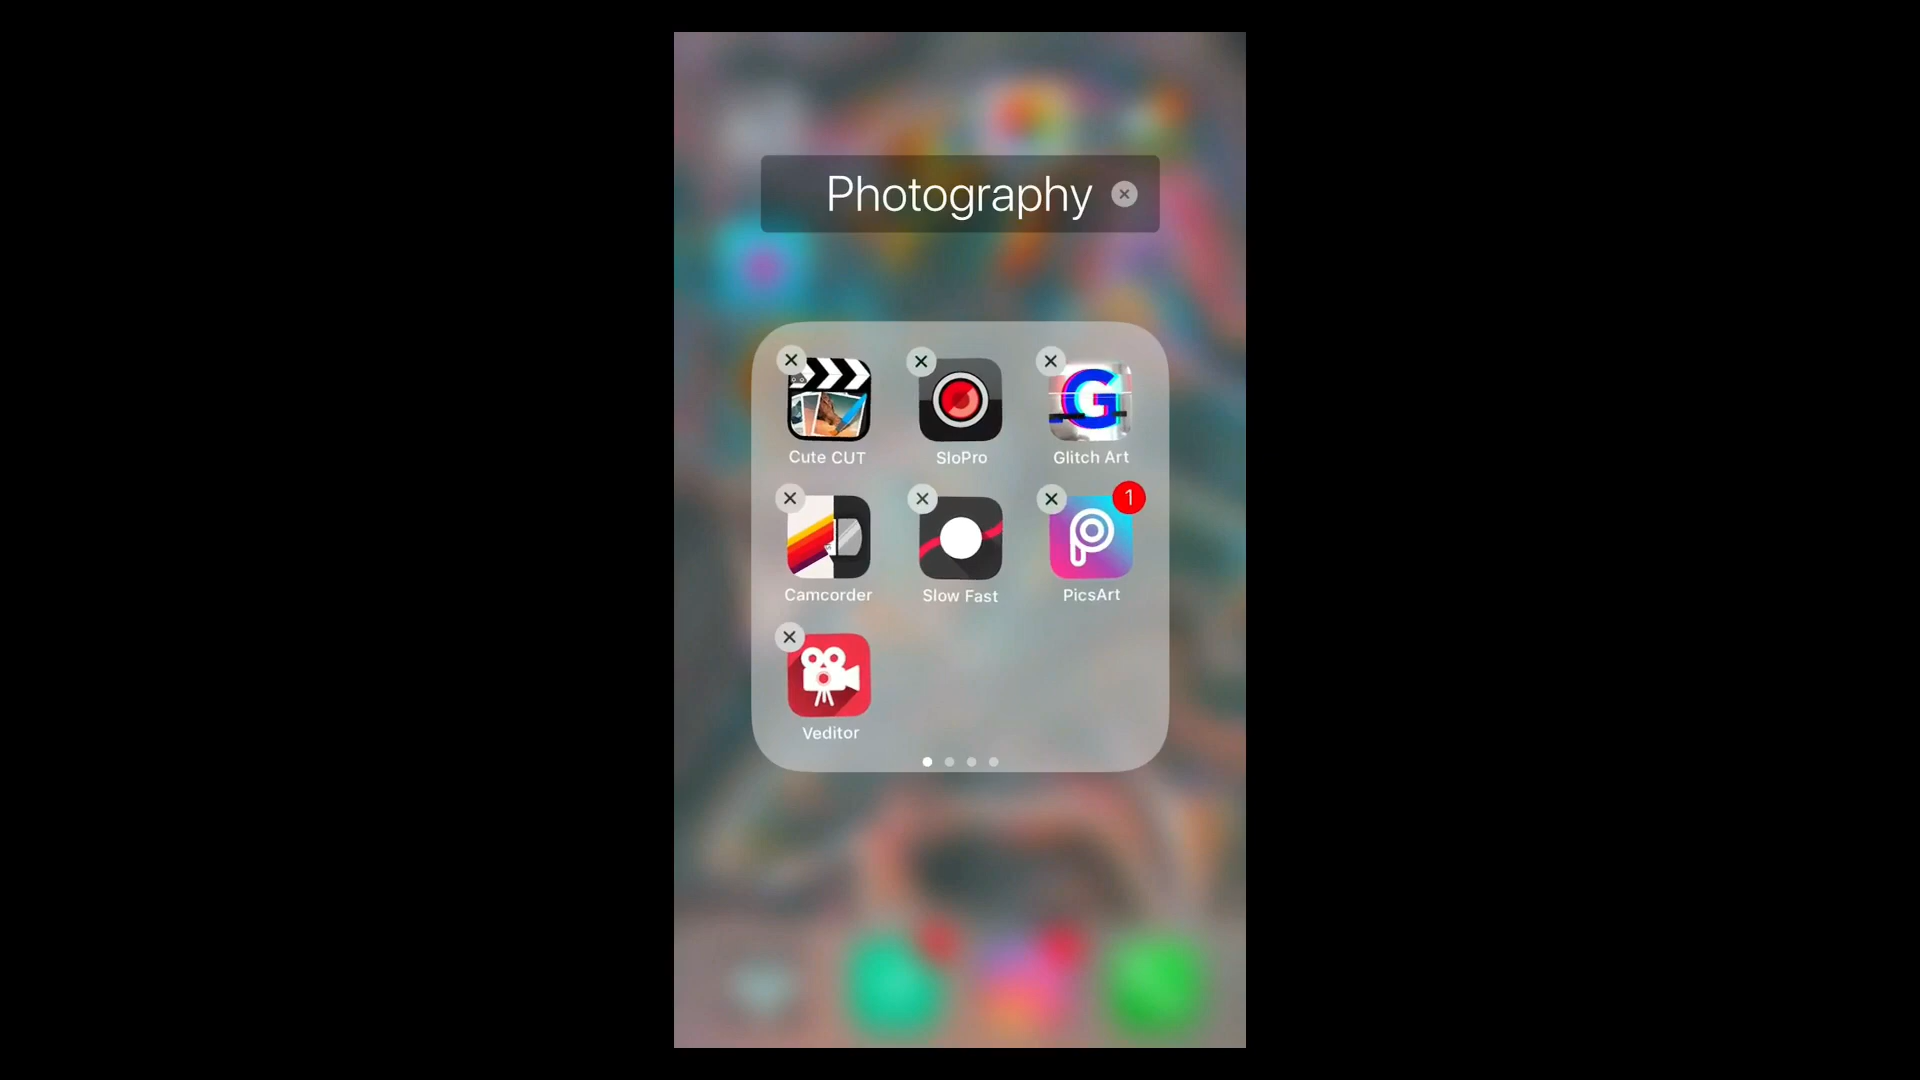 Photography
Cute CUT
SloPro
Glitch Art
Camcorder
Slow Fast
PicsArt
1
Veditor